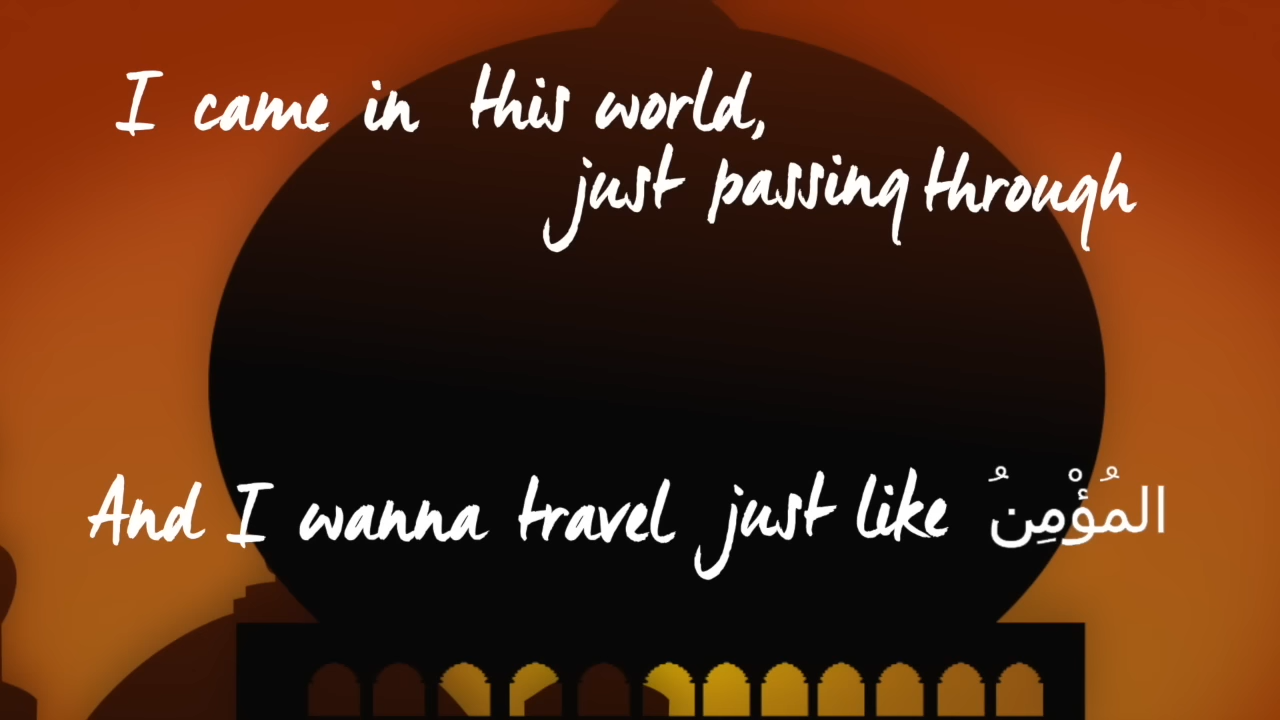 I came in this world,
just passing through
And I wanna travel just like المُؤْمِنُ